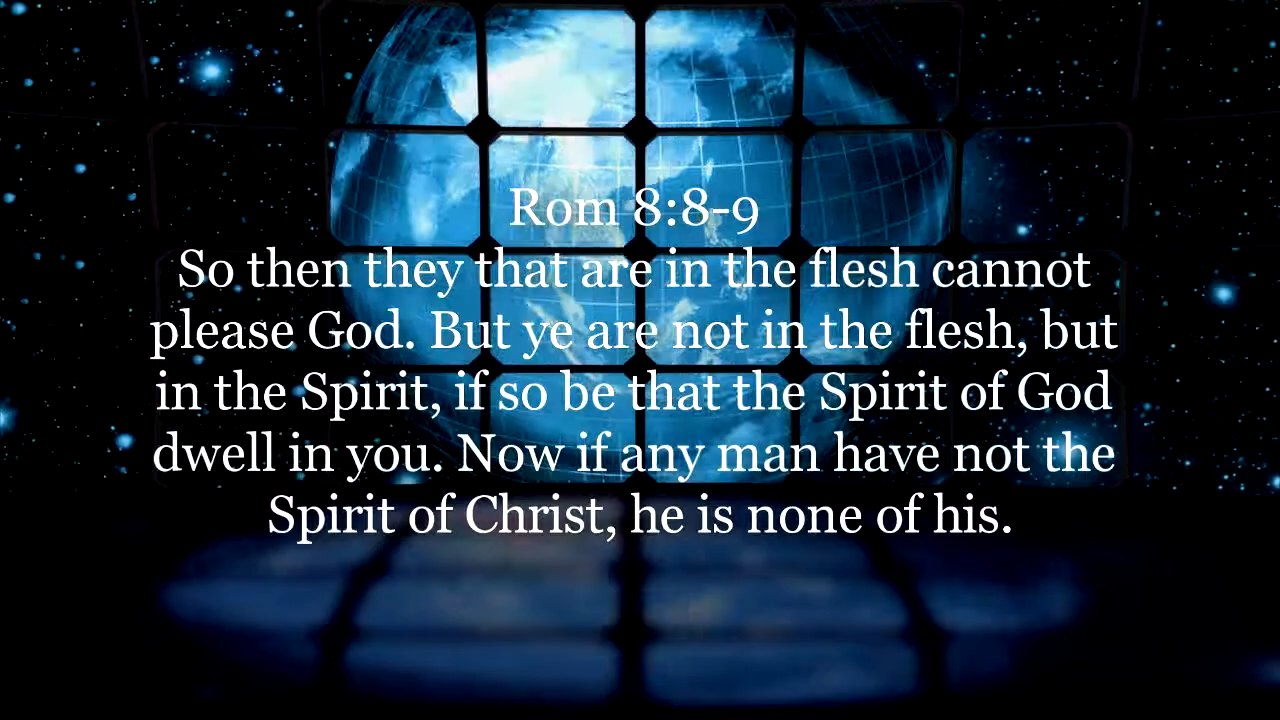 Rom 8:8-9
So then they that are in the flesh cannot
please God. But ye are not in the flesh, but
in the Spirit, if so be that the Spirit of God
dwell in you. Now if any man have not the
Spirit of Christ, he is none of his.